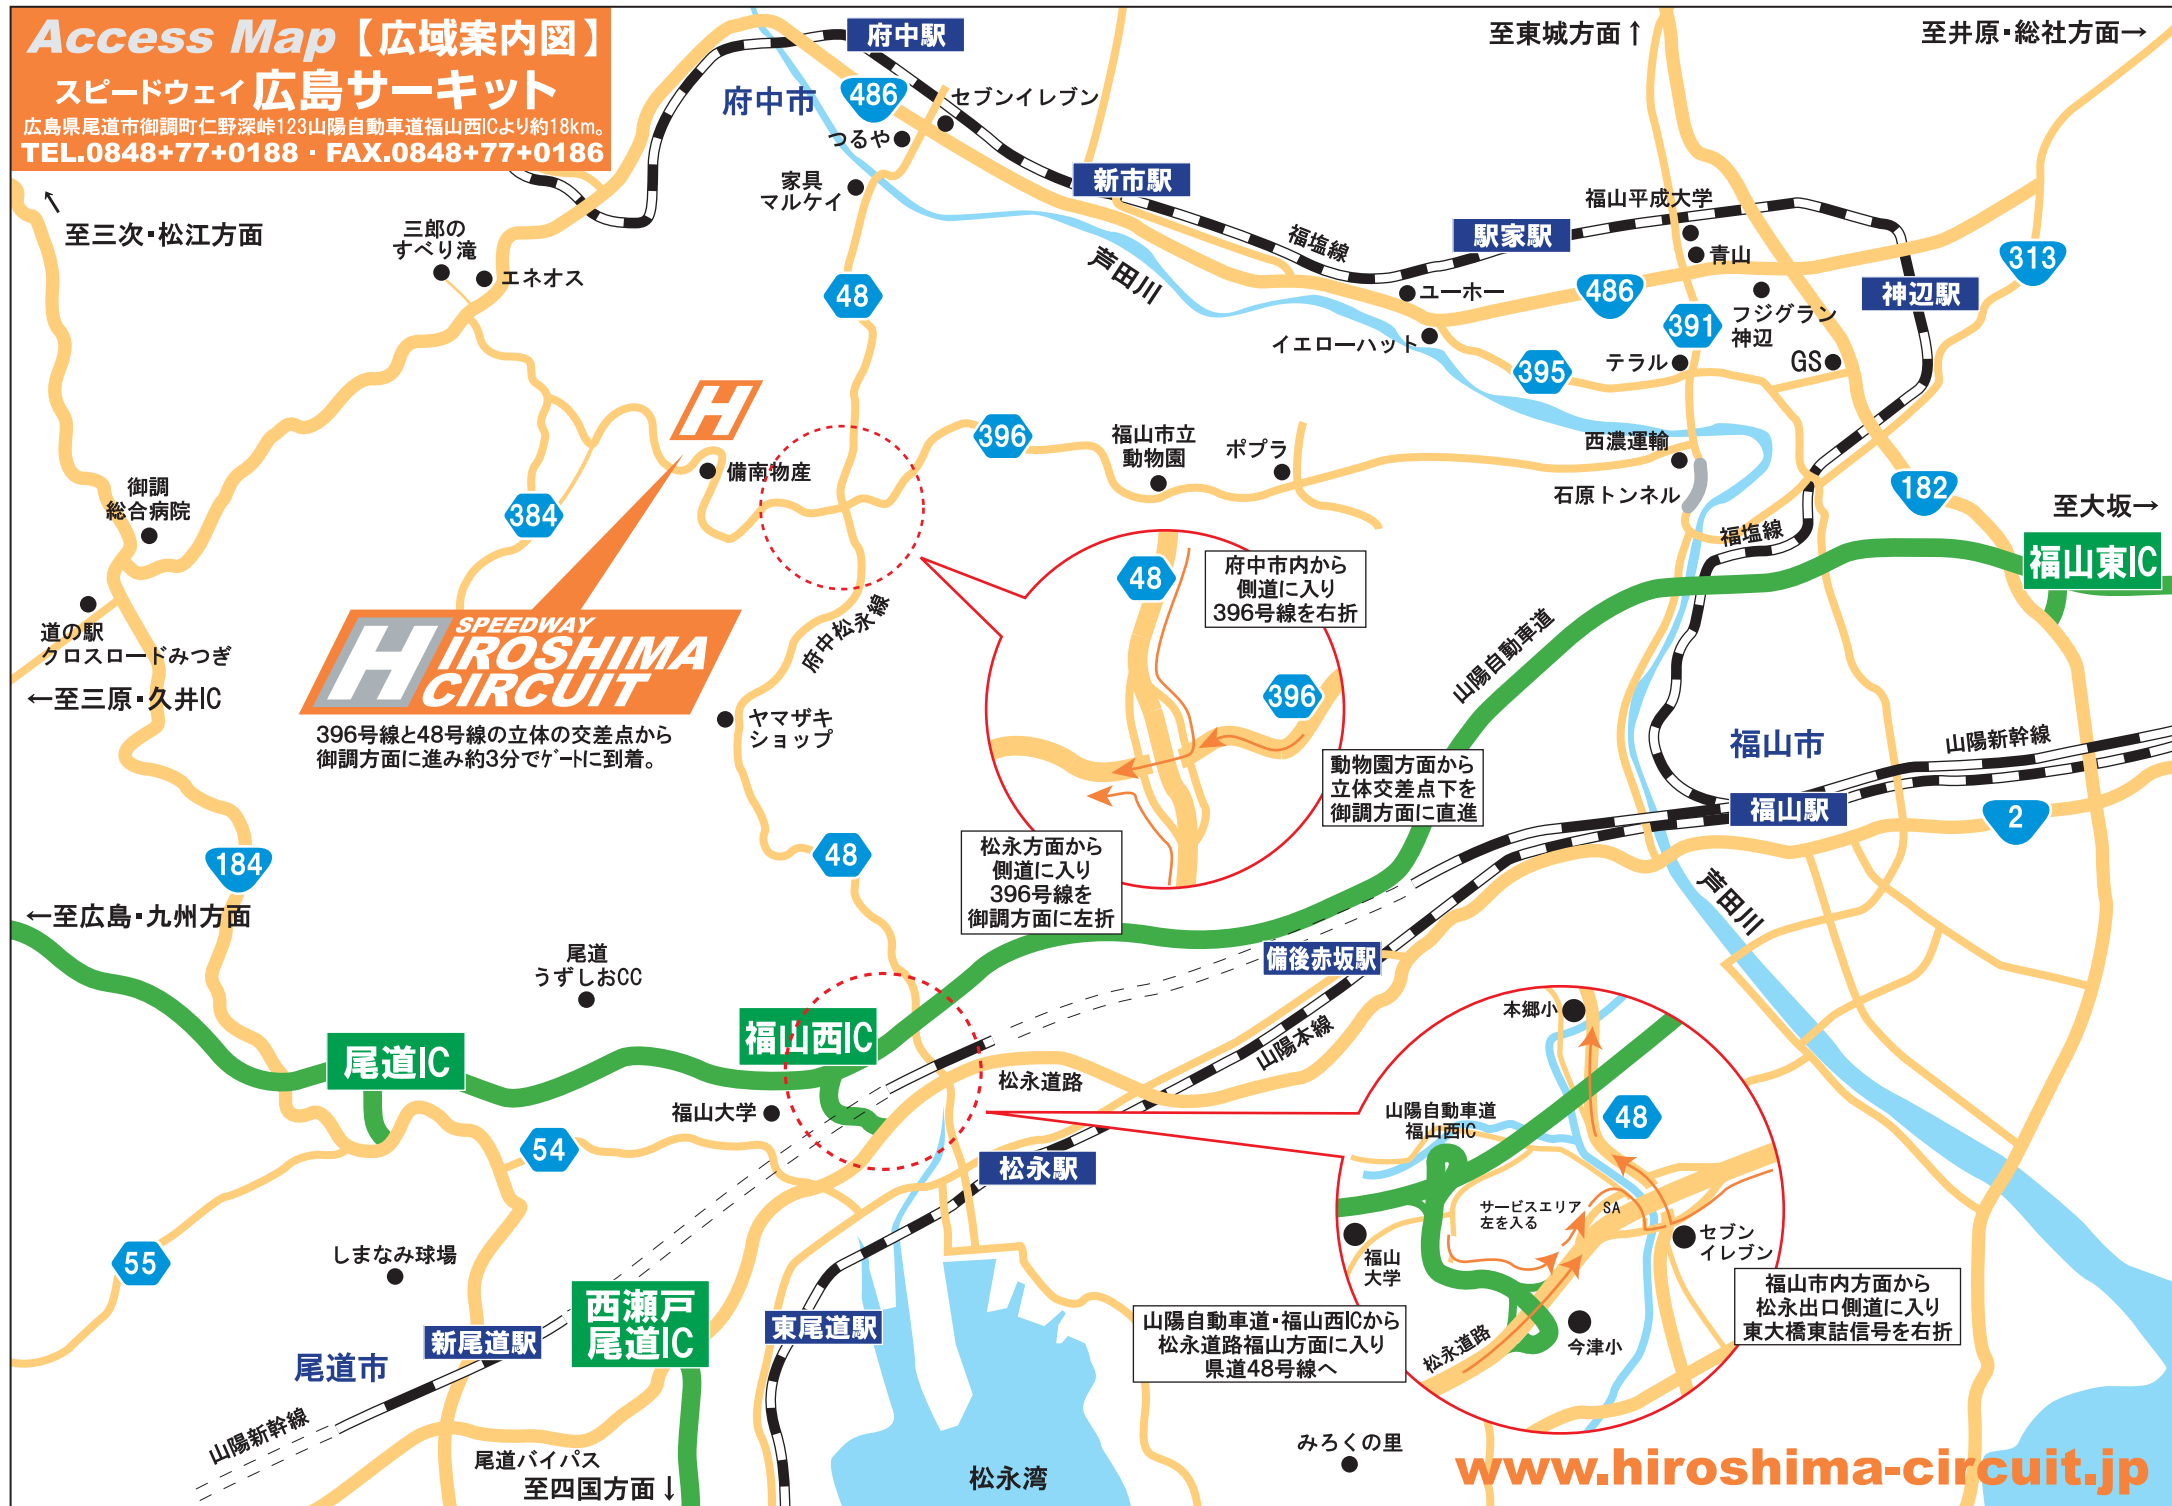 Access Map【広域案内図】
スピードウェイ 広島サーキット
広島県尾道市御調町仁野深峠123山陽自動車道福山西ICより約18km。
TEL.0848+77+0188・FAX.0848+77+0186
府中駅
至東城方面↑
至井原・総社方面→
府中市
486
セブンイレブン
つるや
家具
マルケイ
新市駅
福山平成大学
↑
至三次・松江方面
三郎の
すべり滝
エネオス
48
福塩線
芦田川
駅家駅
青山
313
神辺駅
ユーホー
486
391
フジグラン
神辺
イエローハット
395
テラル
GS
396
福山市立
動物園
ポプラ
西濃運輸
石原トンネル
182
至大坂→
備南物産
384
御調
総合病院
福塩線
福山東IC
道の駅
クロスロードみつぎ
←至三原・久井IC
H SPEEDWAY
HIROSHIMA
CIRCUIT
396号線と48号線の立体の交差点から
御調方面に進み約3分でゲートに到着。
府中松永線
ヤマザキ
ショップ
48
府中市内から
側道に入り
396号線を右折
396
動物園方面から
立体交差点下を
御調方面に直進
松永方面から
側道に入り
396号線を
御調方面に左折
山陽自動車道
福山市
山陽新幹線
福山駅
2
184
48
←至広島・九州方面
芦田川
尾道
うずしおCC
備後赤坂駅
福山西IC
尾道IC
松永道路
山陽本線
福山大学
54
松永駅
55
しまなみ球場
新尾道駅
西瀬戸
尾道IC
東尾道駅
尾道市
山陽新幹線
尾道バイパス
至四国方面↓
松永湾
本郷小
48
山陽自動車道
福山西IC
サービスエリア
左を入る
SA
福山
大学
セブン
イレブン
今津小
松永道路
山陽自動車道・福山西ICから
松永道路福山方面に入り
県道48号線へ
福山市内方面から
松永出口側道に入り
東大橋東詰信号を右折
みろくの里
www.hiroshima-circuit.jp